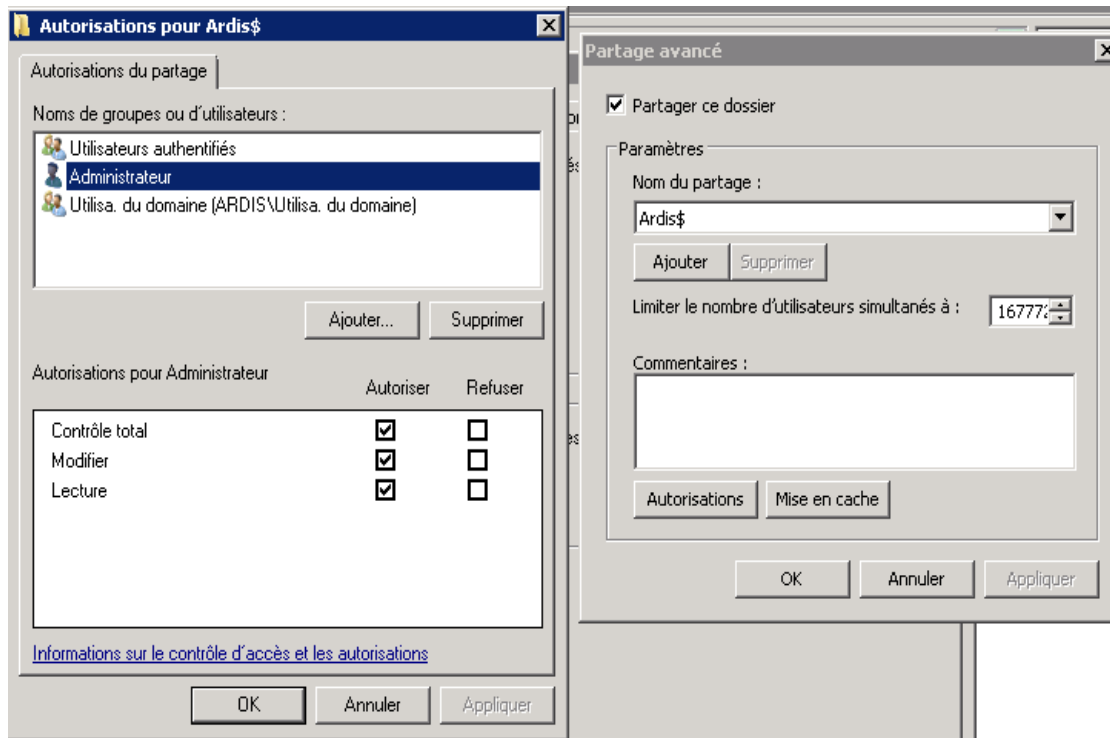 Autorisations pour Ardis$
Autorisations du partage
Noms de groupes ou d'utilisateurs :
Utilisateurs authentifiés
Administrateur
Utilisa. du domaine (ARDIS\Utilisa. du domaine)
Ajouter... Supprimer
Autorisations pour Administrateur Autoriser Refuser
Contrôle total
Modifier
Lecture
Informations sur le contrôle d'accès et les autorisations
OK Annuler Appliquer
Partage avancé
Partager ce dossier
Paramètres
Nom du partage :
Ardis$
Ajouter Supprimer
Limiter le nombre d'utilisateurs simultanés à :
Commentaires :
Autorisations Mise en cache
OK Annuler Appliquer